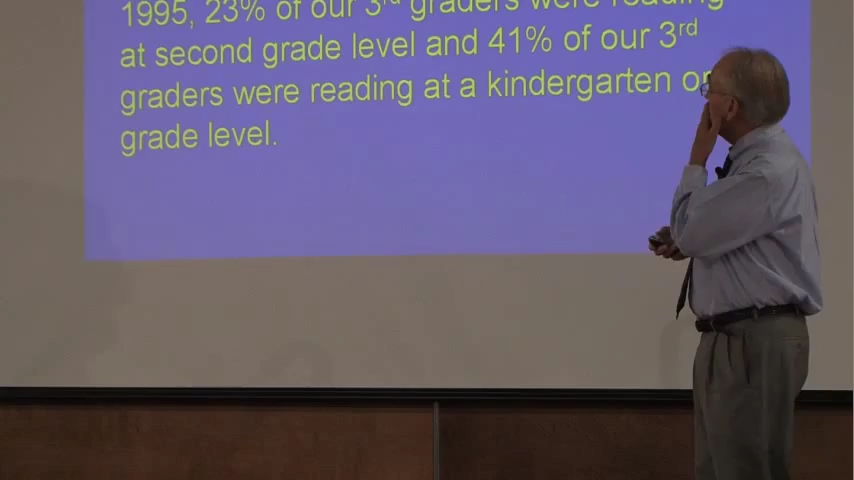 1995, 23% of our 3rd graders were reading
at second grade level and 41% of our 3rd
graders were reading at a kindergarten or
grade level.